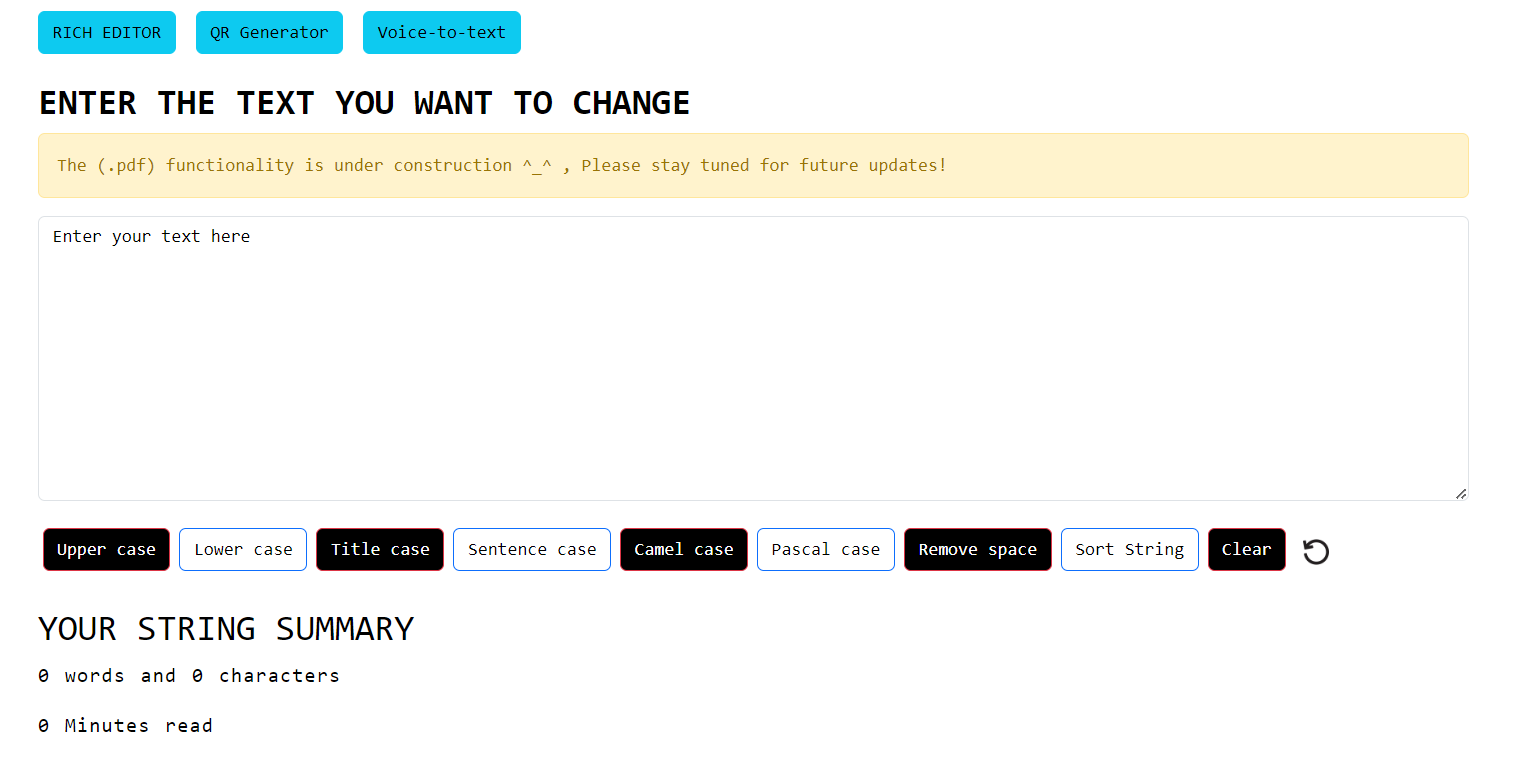 RICH EDITOR QR Generator Voice-to-text
ENTER THE TEXT YOU WANT TO CHANGE
The (.pdf) functionality is under construction ^_^ , Please stay tuned for future updates!
Enter your text here
Upper case Lower case Title case Sentence case Camel case Pascal case Remove space Sort String Clear
YOUR STRING SUMMARY
0 words and 0 characters
0 Minutes read